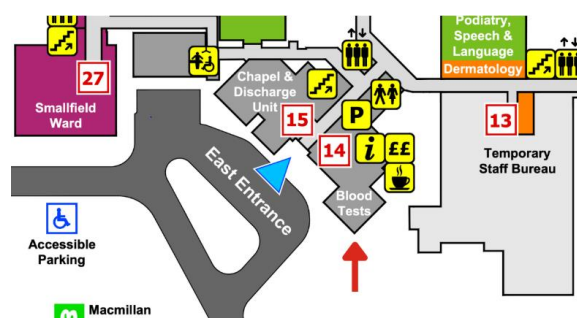 Podiatry,
Speech &
Language
Dermatology
27
Smallfield
Ward
Chapel &
Discharge
Unit
15
P
14
i
££
13
Temporary
Staff Bureau
East Entrance
Blood
Tests
Accessible
Parking
Macmillan